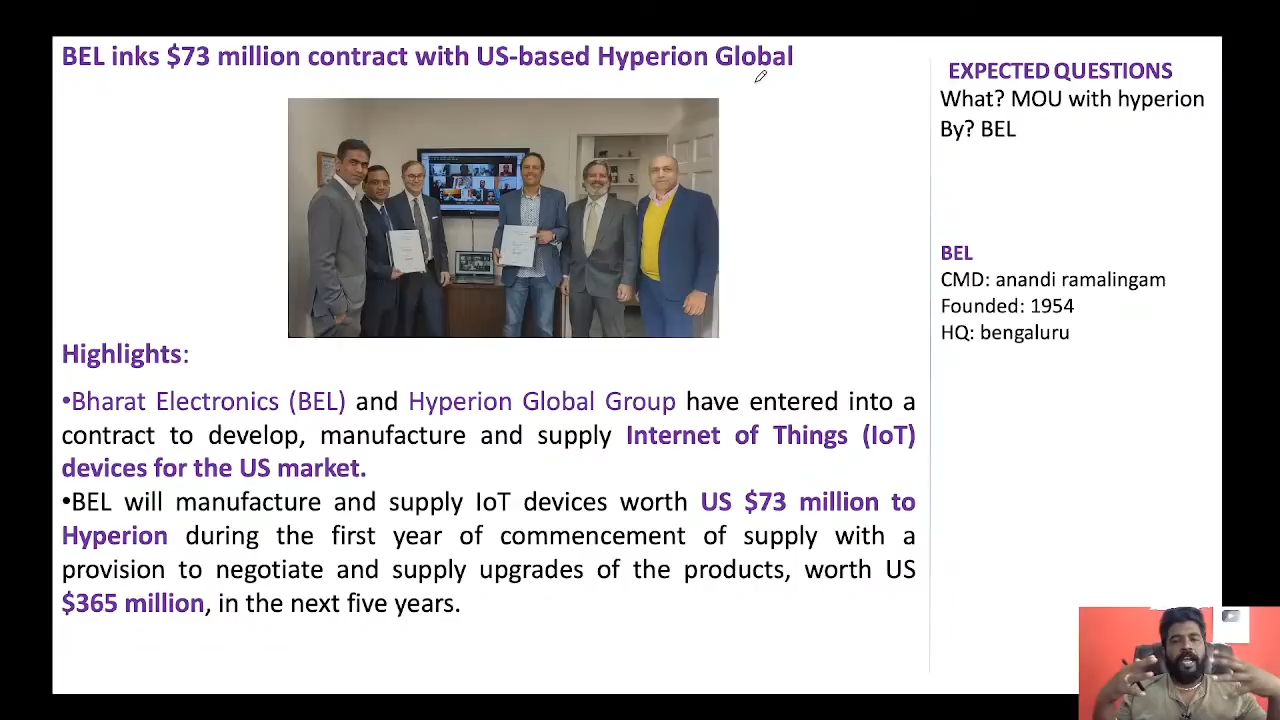 BEL inks $73 million contract with US-based Hyperion Global
Highlights:
•Bharat Electronics (BEL) and Hyperion Global Group have entered into a
contract to develop, manufacture and supply Internet of Things (IoT)
devices for the US market.
•BEL will manufacture and supply IoT devices worth US $73 million to
Hyperion during the first year of commencement of supply with a
provision to negotiate and supply upgrades of the products, worth US
$365 million, in the next five years.
EXPECTED QUESTIONS
What? MOU with hyperion
By? BEL
BEL
CMD: anandi ramalingam
Founded: 1954
HQ: bengaluru